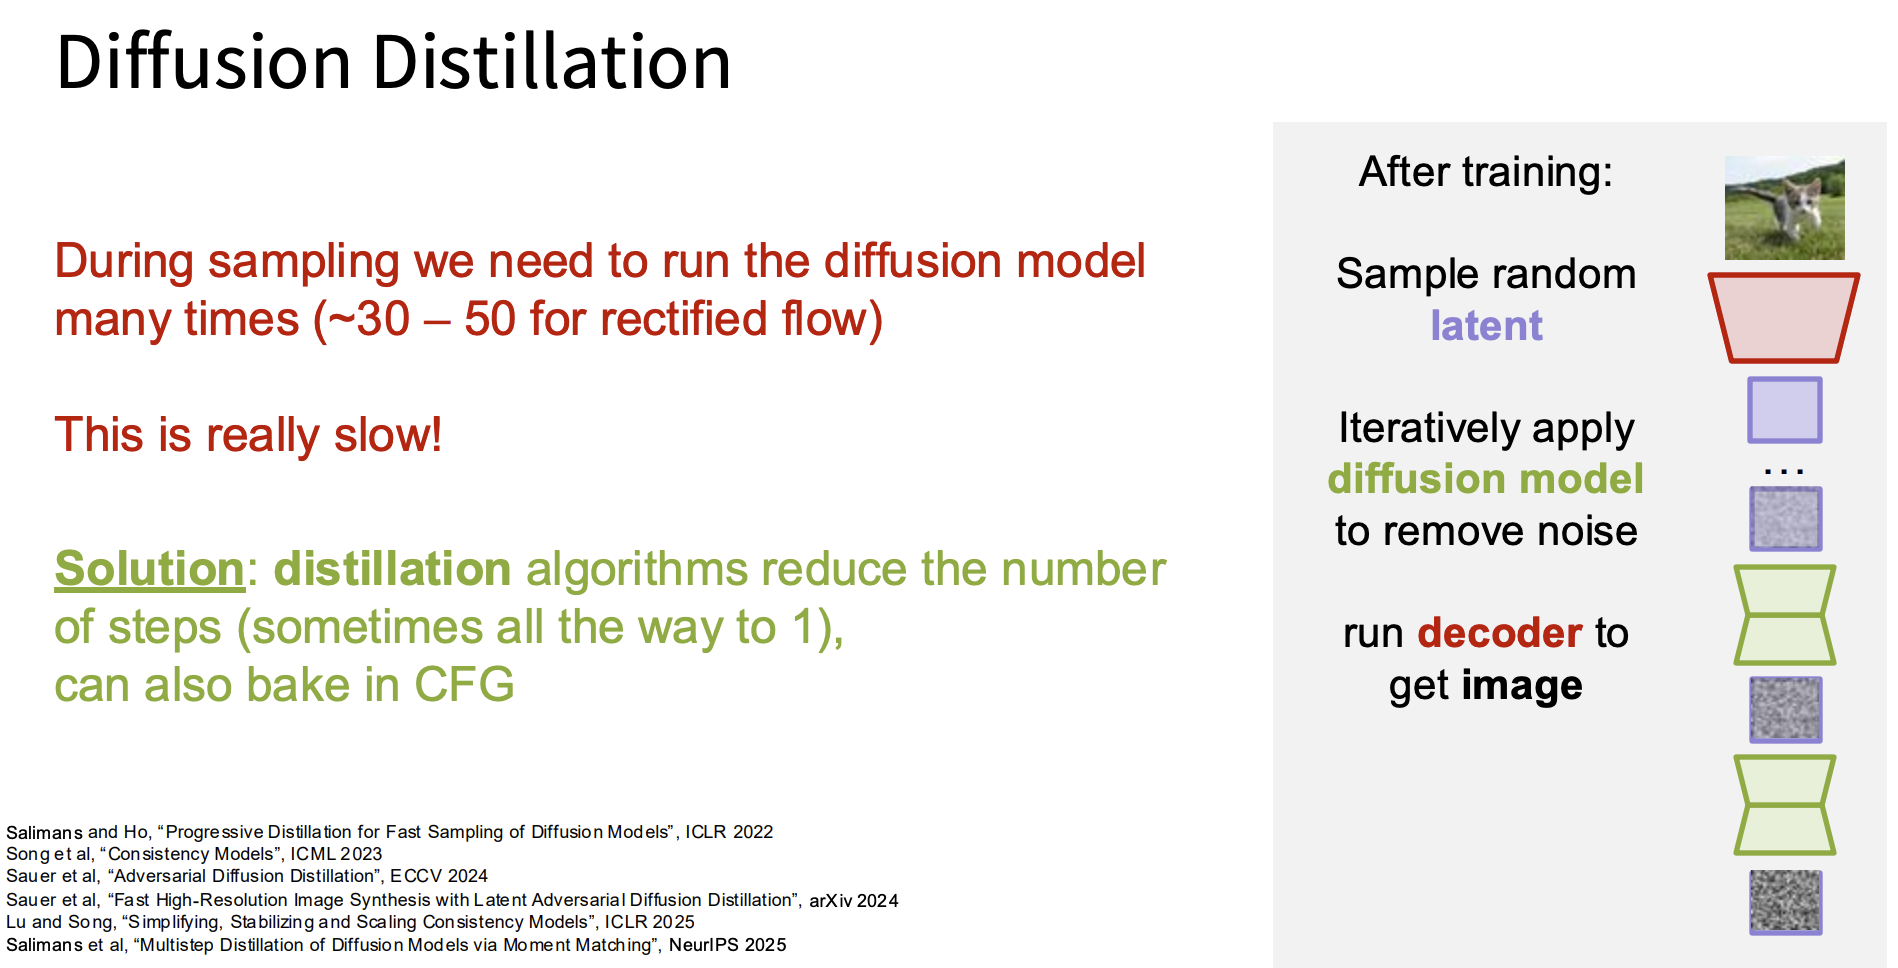 Diffusion Distillation
During sampling we need to run the diffusion model
many times (~30 – 50 for rectified flow)
This is really slow!
Solution: distillation algorithms reduce the number
of steps (sometimes all the way to 1),
can also bake in CFG
Salimans and Ho, “Progressive Distillation for Fast Sampling of Diffusion Models”, ICLR 2022
Song et al, “Consistency Models”, ICML 2023
Sauer et al, “Adversarial Diffusion Distillation”, ECCV 2024
Sauer et al, “Fast High-Resolution Image Synthesis with Latent Adversarial Diffusion Distillation”, arXiv 2024
Lu and Song, “Simplifying, Stabilizing and Scaling Consistency Models”, ICLR 2025
Salimans et al, “Multistep Distillation of Diffusion Models via Moment Matching”, NeurIPS 2025
After training:
Sample random
latent
Iteratively apply
diffusion model
to remove noise
run decoder to
get image
...